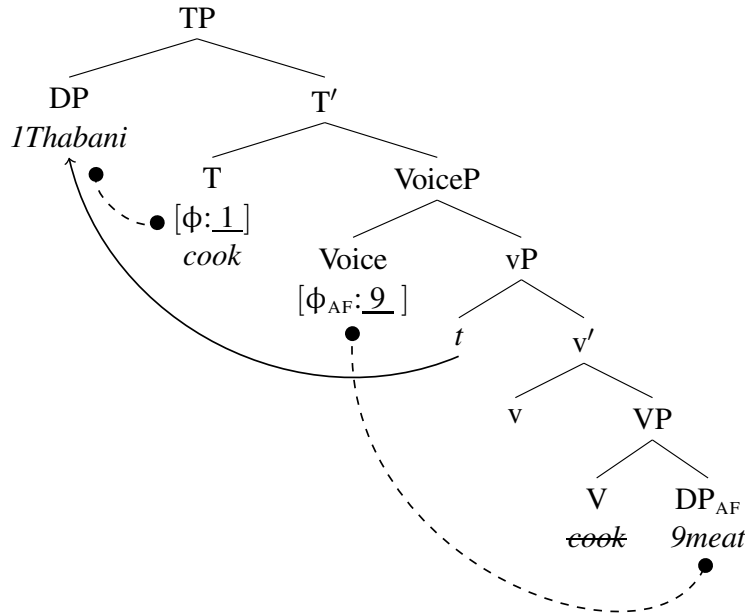 TP
DP T′
1Thabani
T VoiceP
[ϕ: 1 ]
cook
Voice vP
[ϕAF: 9 ]
t v′
v VP
V DPAF
cook 9meat